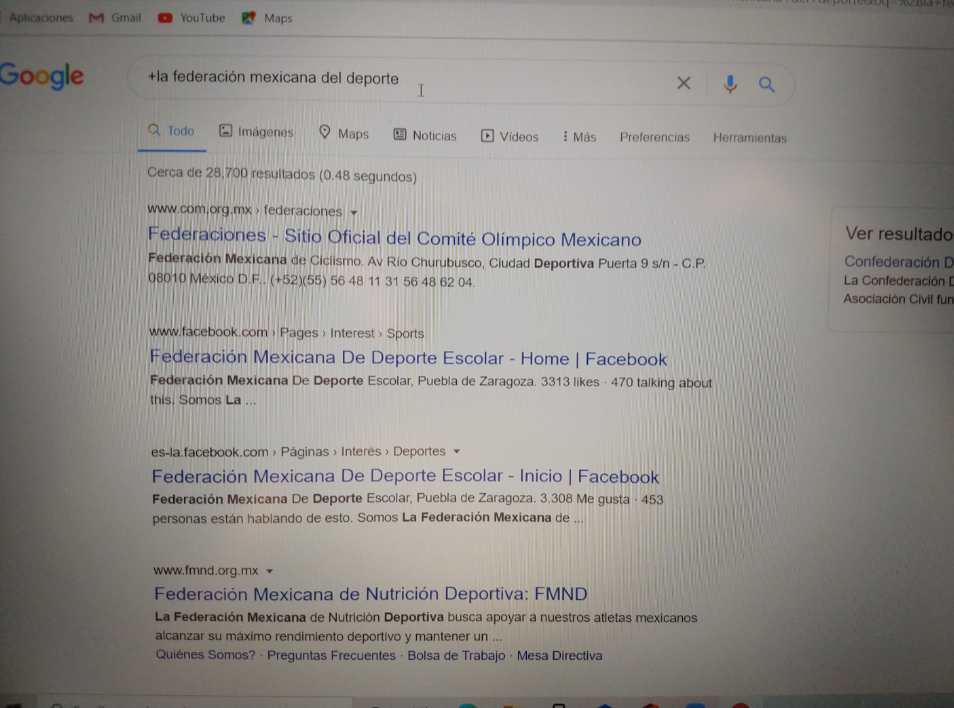 Aplicaciones Gmail YouTube Maps
Google +la federación mexicana del deporte
Todo Imágenes Maps Noticias Vídeos Más Preferencias Herramientas
Cerca de 28,700 resultados (0.48 segundos)
www.com.org.mx › federaciones
Federaciones - Sitio Oficial del Comité Olímpico Mexicano
Federación Mexicana de Ciclismo. Av Río Churubusco, Ciudad Deportiva Puerta 9 s/n - C.P.
08010 México D.F.. (+52)(55) 56 48 11 31 56 48 62 04.
Ver resultado
Confederación D
La Confederación D
Asociación Civil fun
www.facebook.com › Pages › Interest › Sports
Federación Mexicana De Deporte Escolar - Home | Facebook
Federación Mexicana De Deporte Escolar, Puebla de Zaragoza. 3313 likes · 470 talking about
this. Somos La ...
es-la.facebook.com › Páginas › Interés › Deportes
Federación Mexicana De Deporte Escolar - Inicio | Facebook
Federación Mexicana De Deporte Escolar, Puebla de Zaragoza. 3.308 Me gusta · 453
personas están hablando de esto. Somos La Federación Mexicana de ...
www.fmnd.org.mx
Federación Mexicana de Nutrición Deportiva: FMND
La Federación Mexicana de Nutrición Deportiva busca apoyar a nuestros atletas mexicanos
alcanzar su máximo rendimiento deportivo y mantener un ...
Quiénes Somos? · Preguntas Frecuentes · Bolsa de Trabajo · Mesa Directiva